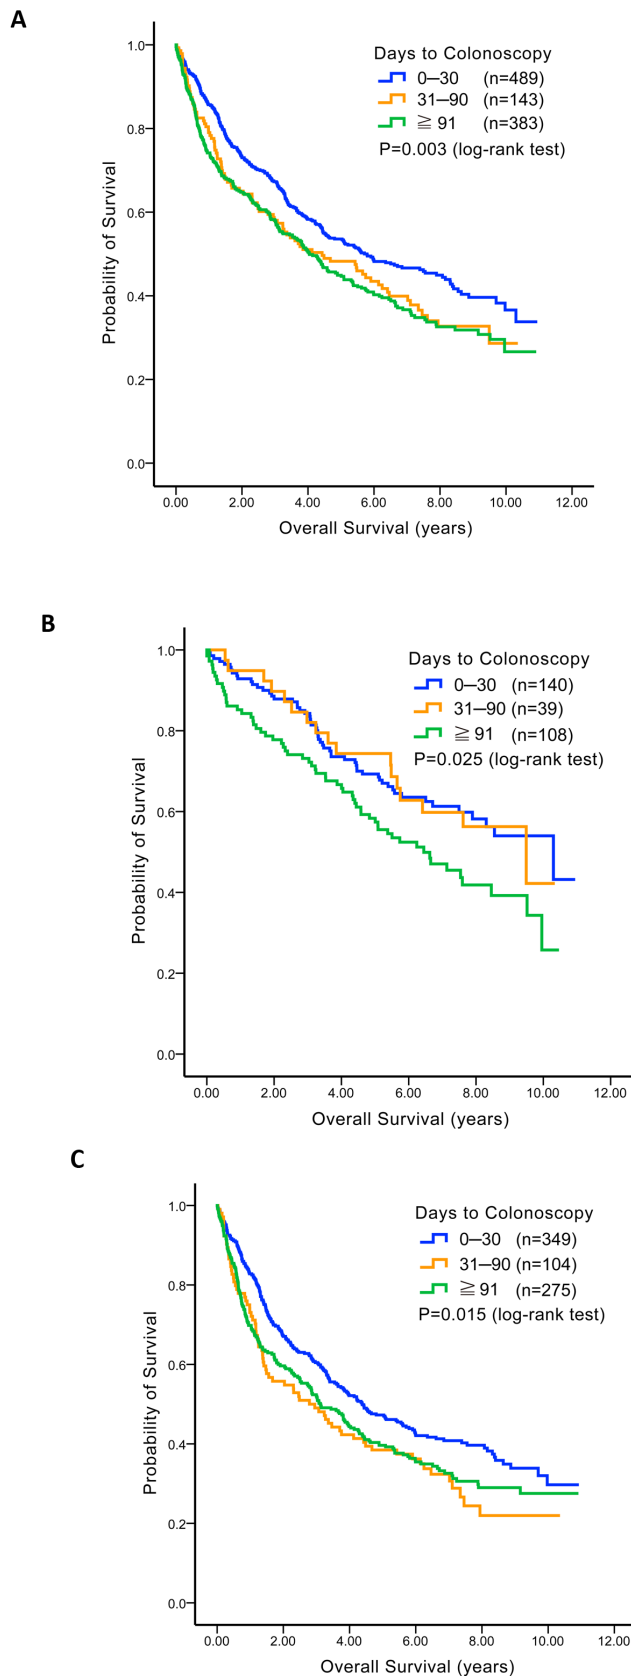 A
Days to Colonoscopy
0—30 (n=489)
31—90 (n=143)
≧ 91 (n=383)
P=0.003 (log-rank test)
Probability of Survival
1.0
0.8
0.6
0.4
0.2
0.0
0.00 2.00 4.00 6.00 8.00 10.00 12.00
Overall Survival (years)
B
Days to Colonoscopy
0—30 (n=140)
31—90 (n=39)
≧ 91 (n=108)
P=0.025 (log-rank test)
Probability of Survival
1.0
0.8
0.6
0.4
0.2
0.0
0.00 2.00 4.00 6.00 8.00 10.00 12.00
Overall Survival (years)
C
Days to Colonoscopy
0—30 (n=349)
31—90 (n=104)
≧ 91 (n=275)
P=0.015 (log-rank test)
Probability of Survival
1.0
0.8
0.6
0.4
0.2
0.0
0.00 2.00 4.00 6.00 8.00 10.00 12.00
Overall Survival (years)